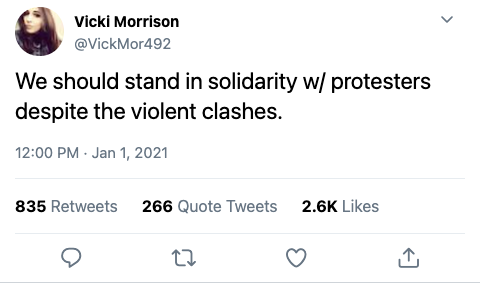 Vicki Morrison
@VickMor492
We should stand in solidarity w/ protesters
despite the violent clashes.
12:00 PM · Jan 1, 2021
835 Retweets 266 Quote Tweets 2.6K Likes